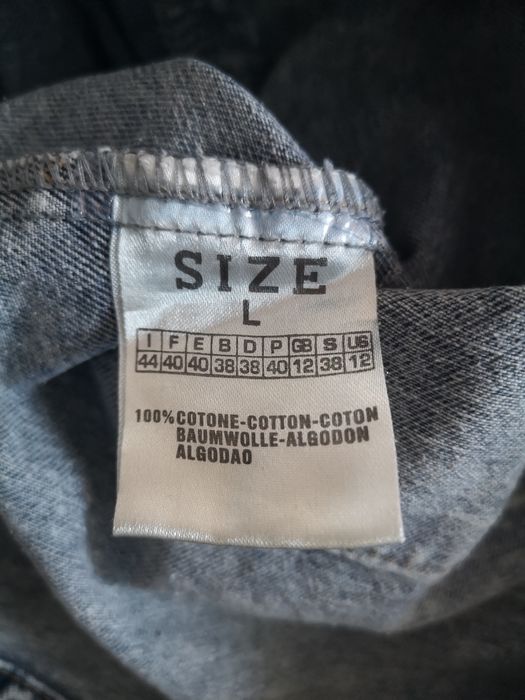 SIZE
L
I F E B D P GB S US
44 40 40 38 38 40 12 38 12
100% COTONE-COTTON-COTON
BAUMWOLLE-ALGODON
ALGODAO